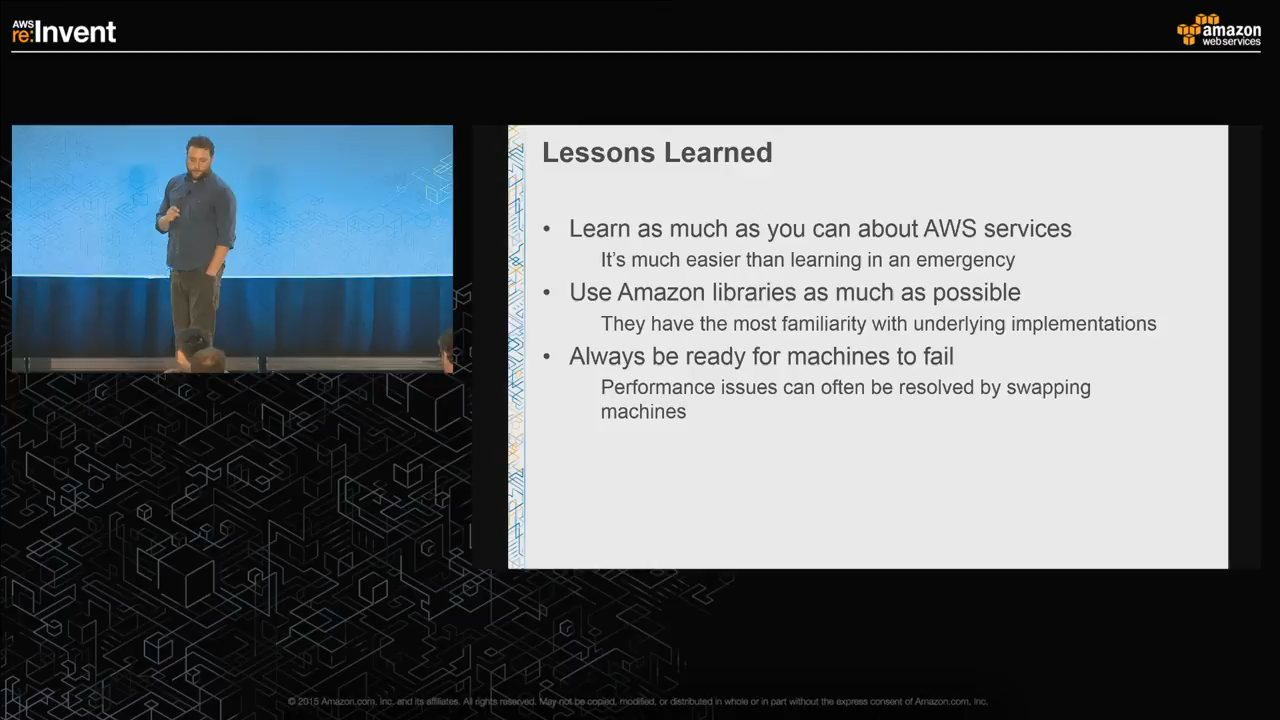 AWS
re:Invent
amazon
web services
Lessons Learned
• Learn as much as you can about AWS services
It's much easier than learning in an emergency
• Use Amazon libraries as much as possible
They have the most familiarity with underlying implementations
• Always be ready for machines to fail
Performance issues can often be resolved by swapping
machines
© 2015 Amazon.com, Inc. and its affiliates. All rights reserved. May not be copied, modified, or distributed in whole or in part without the express consent of Amazon.com, Inc.